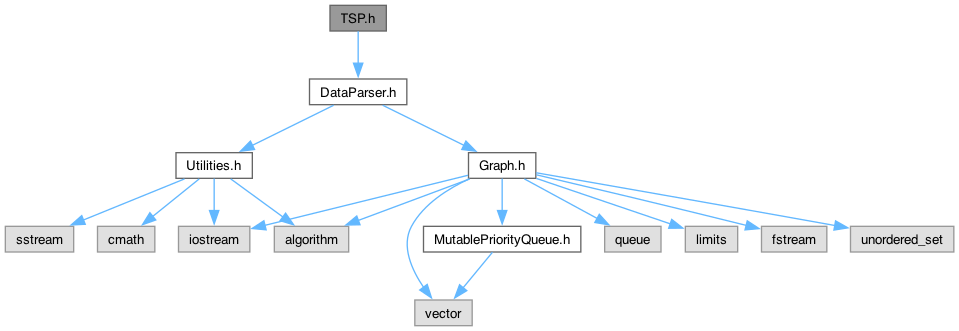 TSP.h
DataParser.h
Utilities.h
Graph.h
sstream
cmath
iostream
algorithm
MutablePriorityQueue.h
queue
limits
fstream
unordered_set
vector